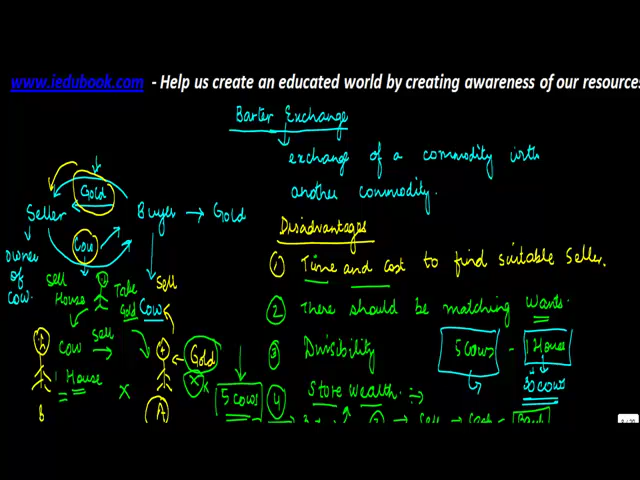 www.iedubook.com - Help us create an educated world by creating awareness of our resources
Barter Exchange
exchange of a commodity with
another commodity.
Gold
Seller
Buyer → Gold
Cow
owner
of
cow.
Sell
House
Take
Gold
Sell
Cow
Cow
Sell
1 House
x
Gold
x
5 Cows
B
A
Disadvantages
① Time and cost to find suitable seller.
② There should be matching wants.
③ Divisibility
5 Cows - 1 House
④ Store wealth
→ Sell → Cash → Bank